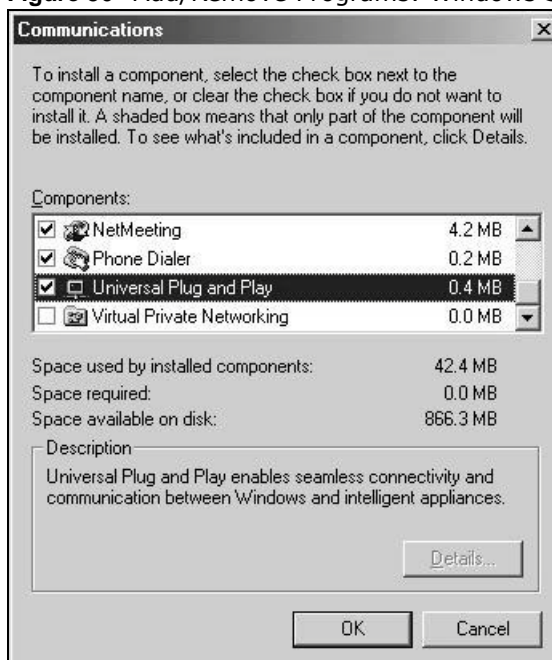 Add/Remove Programs: Windows
Communications
To install a component, select the check box next to the
component name, or clear the check box if you do not want to
install it. A shaded box means that only part of the component will
be installed. To see what's included in a component, click Details.
Components:
NetMeeting 4.2 MB
Phone Dialer 0.2 MB
Universal Plug and Play 0.4 MB
Virtual Private Networking 0.0 MB
Space used by installed components: 42.4 MB
Space required: 0.0 MB
Space available on disk: 866.3 MB
Description
Universal Plug and Play enables seamless connectivity and
communication between Windows and intelligent appliances.
Details...
OK Cancel